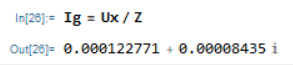 In[26]:= Ig = Ux / Z
Out[26]= 0.000122771 + 0.00008435 i